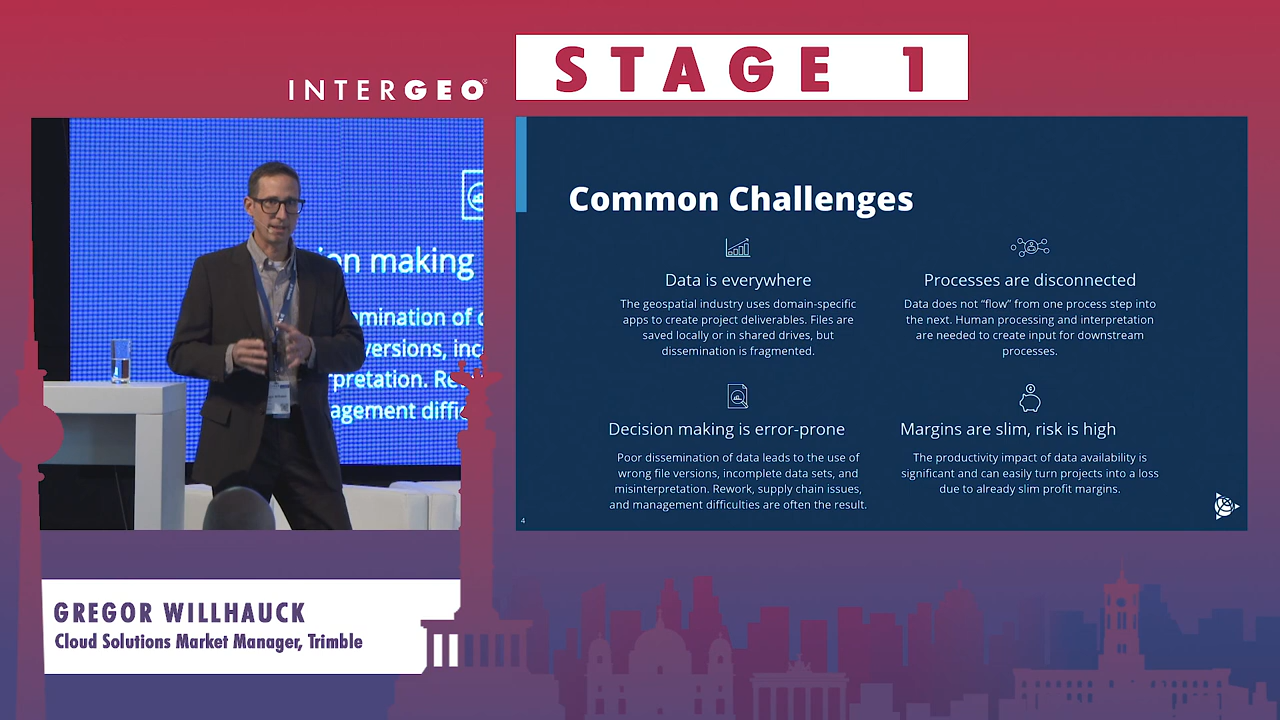 INTERGEO
STAGE 1
Common Challenges
Data is everywhere
The geospatial industry uses domain-specific
apps to create project deliverables. Files are
saved locally or in shared drives, but
dissemination is fragmented.
Processes are disconnected
Data does not “flow” from one process step into
the next. Human processing and interpretation
are needed to create input for downstream
processes.
Decision making is error-prone
Poor dissemination of data leads to the use of
wrong file versions, incomplete data sets, and
misinterpretation. Rework, supply chain issues,
and management difficulties are often the result.
Margins are slim, risk is high
The productivity impact of data availability is
significant and can easily turn projects into a loss
due to already slim profit margins.
4
ion making
emination of
versions, inc
pretation. Re
agement diffi
GREGOR WILLHAUCK
Cloud Solutions Market Manager, Trimble